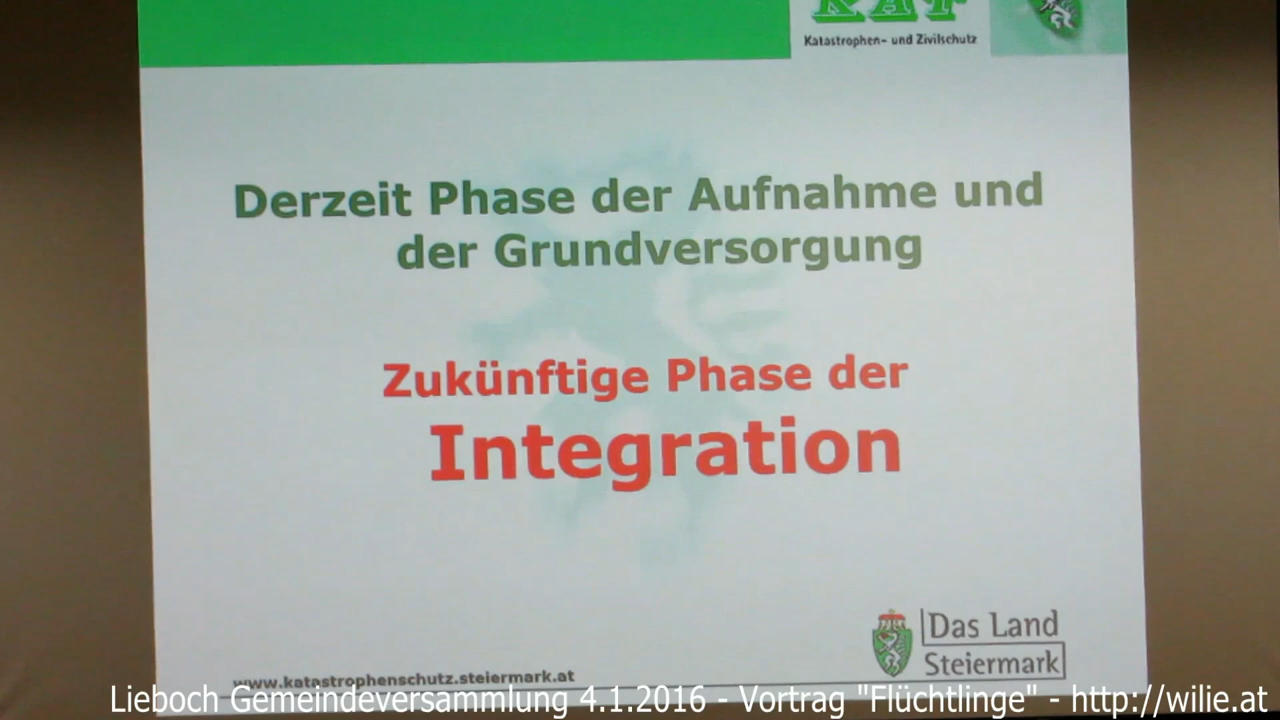 KAT
Katastrophen- und Zivilschutz
Derzeit Phase der Aufnahme und
der Grundversorgung
Zukünftige Phase der
Integration
Das Land
Steiermark
www.katastrophenschutz.steiermark.at
Lieboch Gemeindeversammlung 4.1.2016 - Vortrag "Flüchtlinge" - http://wilie.at